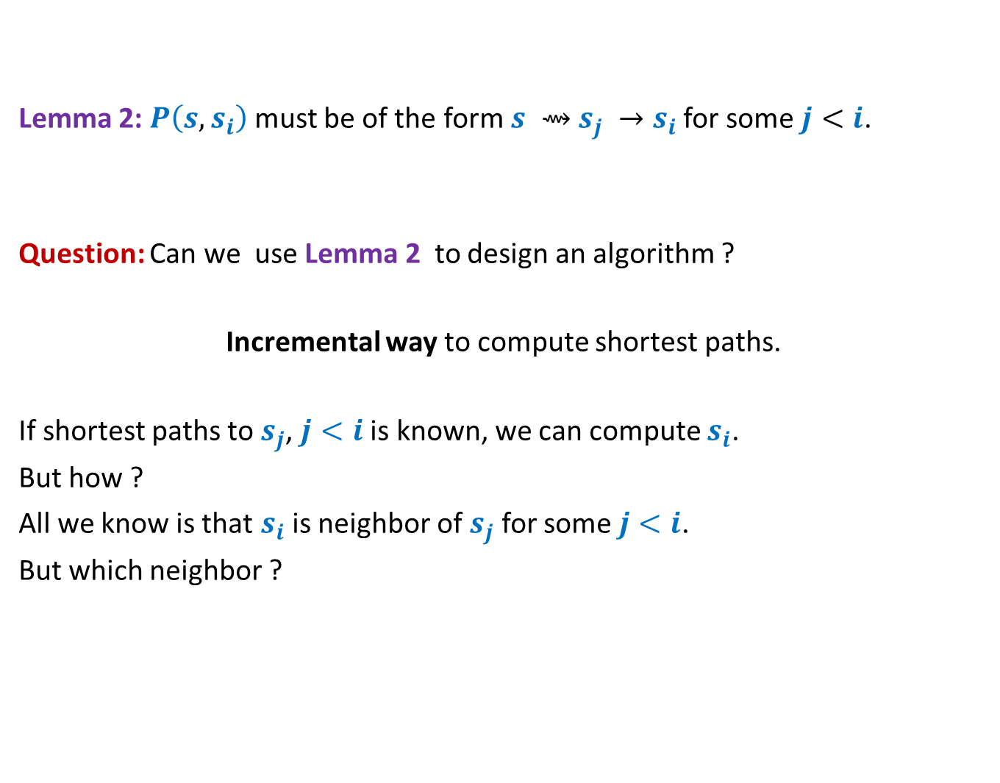 Lemma 2: P(s, s_i) must be of the form s ⇝ s_j → s_i for some j < i.
Question: Can we use Lemma 2 to design an algorithm ?
Incremental way to compute shortest paths.
If shortest paths to s_j, j < i is known, we can compute s_i.
But how ?
All we know is that s_i is neighbor of s_j for some j < i.
But which neighbor ?